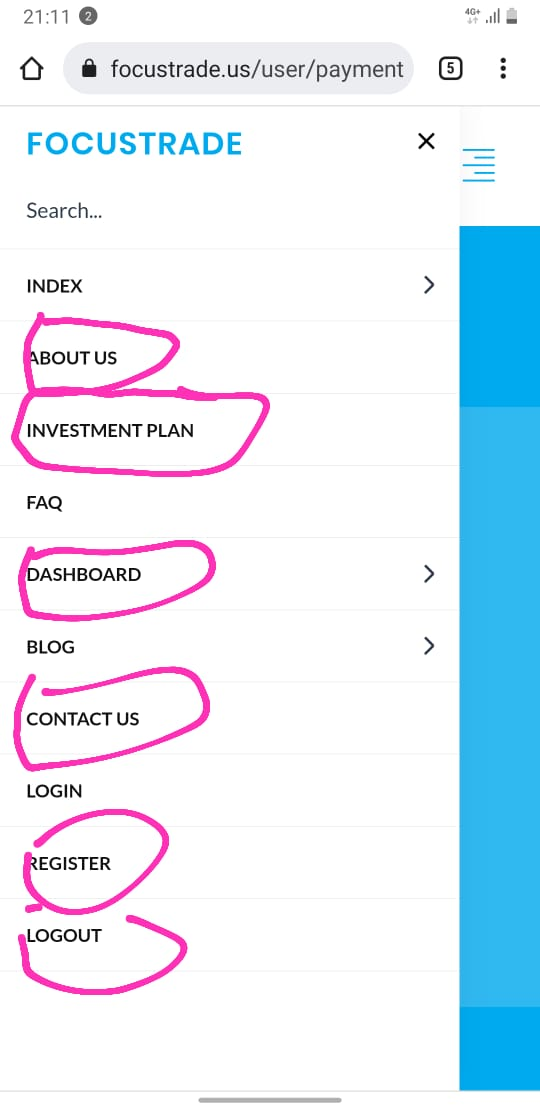 21:11 2 4G+
focustrade.us/user/payment 5
FOCUSTRADE
Search...
INDEX
ABOUT US
INVESTMENT PLAN
FAQ
DASHBOARD
BLOG
CONTACT US
LOGIN
REGISTER
LOGOUT